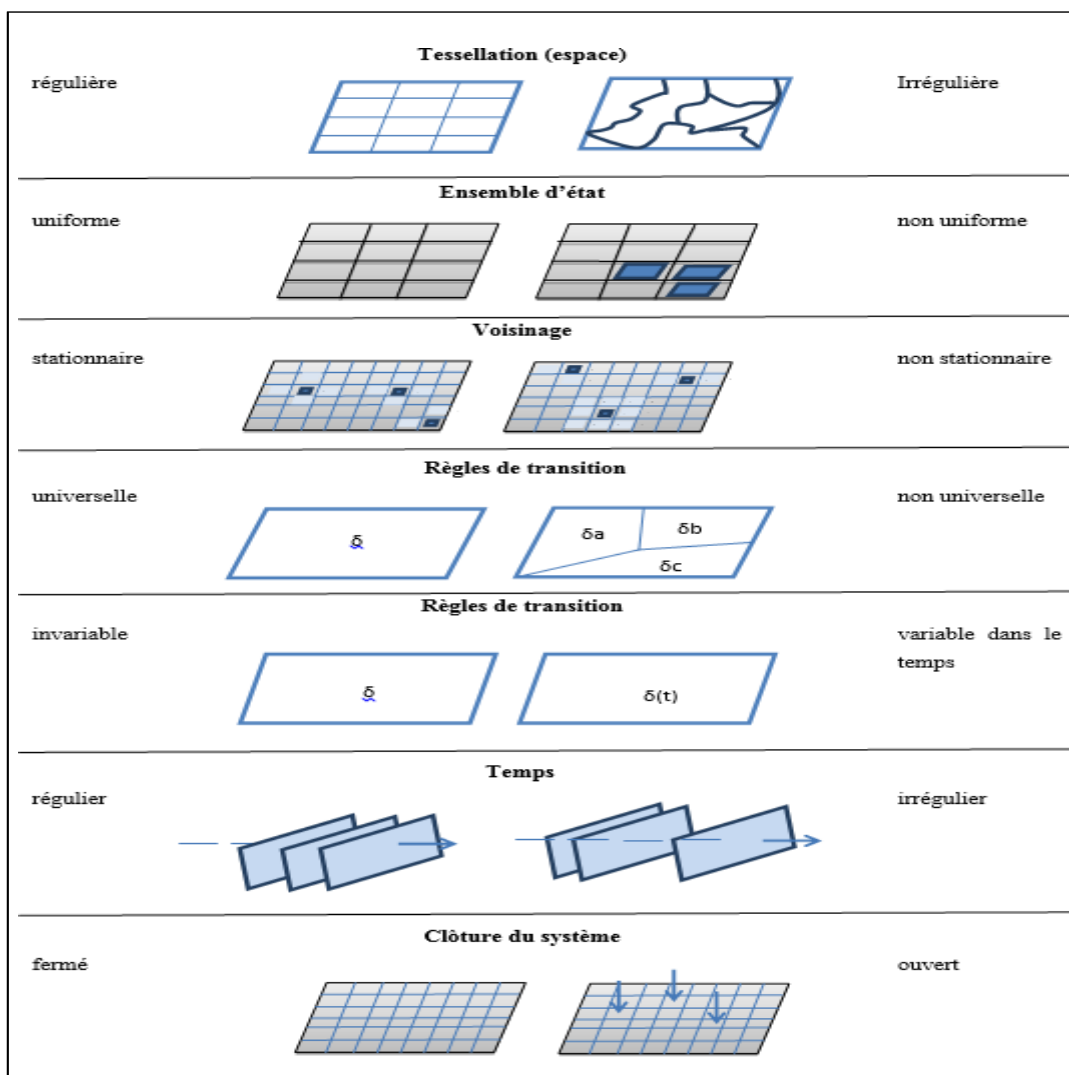 Tessellation (espace)
régulière
Irrégulière
Ensemble d’état
uniforme
non uniforme
Voisinage
stationnaire
non stationnaire
Règles de transition
universelle
non universelle
δ
δa
δb
δc
Règles de transition
invariable
variable dans le
temps
δ
δ(t)
Temps
régulier
irrégulier
Clôture du système
fermé
ouvert